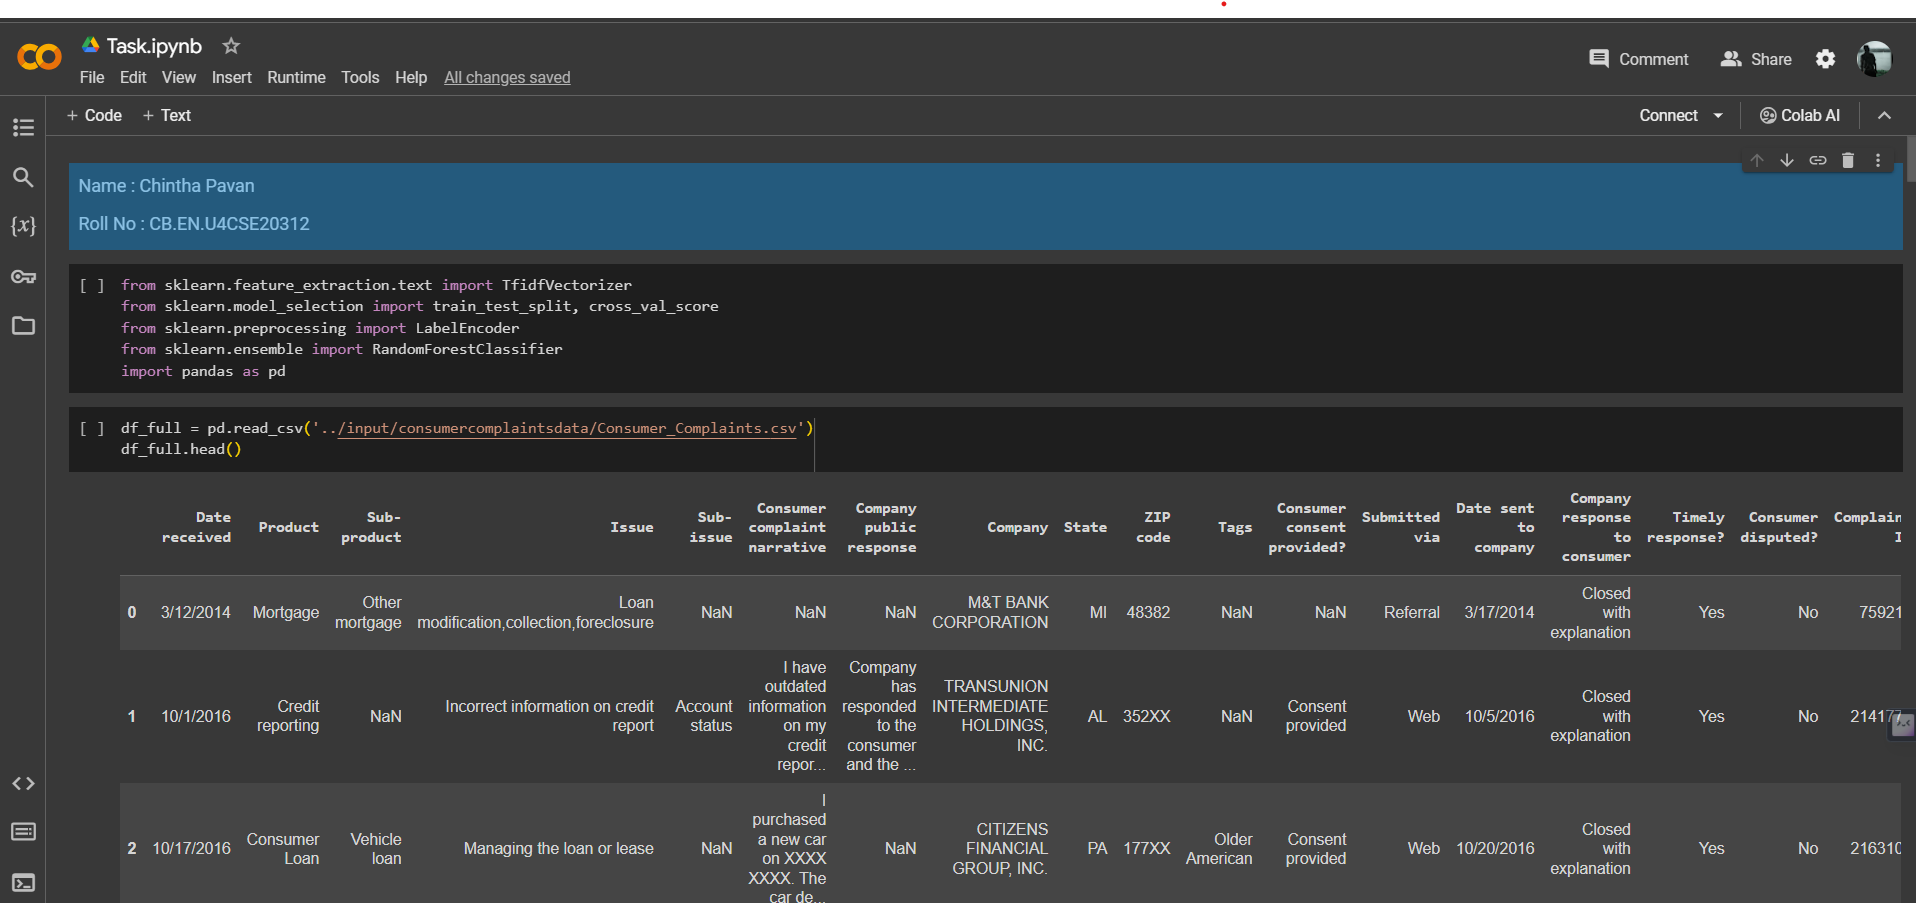 Task.ipynb
File Edit View Insert Runtime Tools Help All changes saved
Comment Share
+ Code + Text
Connect Colab AI
Name : Chintha Pavan
Roll No : CB.EN.U4CSE20312
[ ] from sklearn.feature_extraction.text import TfidfVectorizer
from sklearn.model_selection import train_test_split, cross_val_score
from sklearn.preprocessing import LabelEncoder
from sklearn.ensemble import RandomForestClassifier
import pandas as pd
[ ] df_full = pd.read_csv('../input/consumercomplaintsdata/Consumer_Complaints.csv')
df_full.head()
Date received Product Sub-product Issue Sub-issue Consumer complaint narrative Company public response Company State ZIP code Tags Consumer consent provided? Submitted via Date sent to company Company response to consumer Timely response? Consumer disputed? Complain I
0 3/12/2014 Mortgage Other mortgage Loan modification,collection,foreclosure NaN NaN NaN M&T BANK CORPORATION MI 48382 NaN NaN Referral 3/17/2014 Closed with explanation Yes No 75921
1 10/1/2016 Credit reporting NaN Incorrect information on credit report Account status I have outdated information on my credit repor... Company has responded to the consumer and the ... TRANSUNION INTERMEDIATE HOLDINGS, INC. AL 352XX NaN Consent provided Web 10/5/2016 Closed with explanation Yes No 214177
2 10/17/2016 Consumer Loan Vehicle loan Managing the loan or lease NaN I purchased a new car on XXXX XXXX. The car de... NaN CITIZENS FINANCIAL GROUP, INC. PA 177XX Older American Consent provided Web 10/20/2016 Closed with explanation Yes No 216310